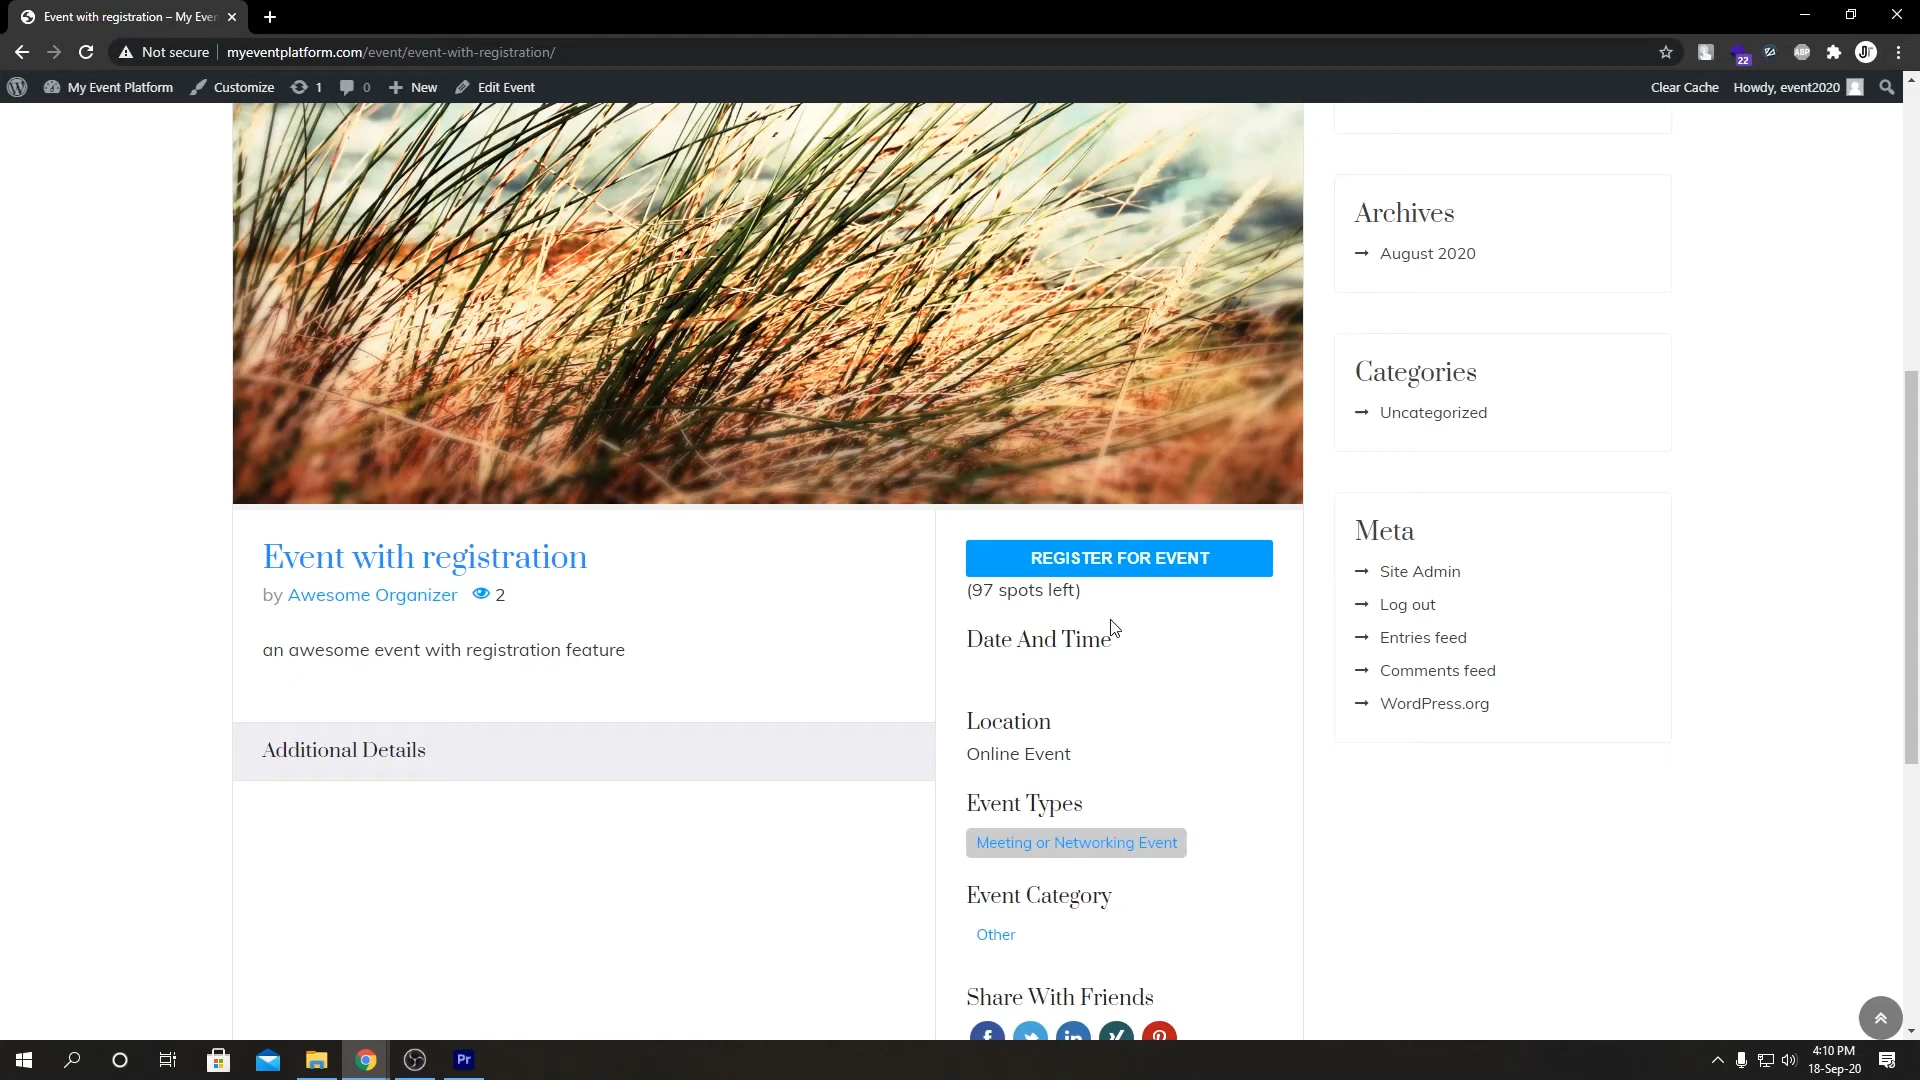 Event with registration – My Even
Not secure
myeventplatform.com/event/event-with-registration/
22
ABP
My Event Platform
Customize
1
0
New
Edit Event
Clear Cache
Howdy, event2020
Archives
August 2020
Categories
Uncategorized
Meta
Site Admin
Log out
Entries feed
Comments feed
WordPress.org
Event with registration
by Awesome Organizer 2
an awesome event with registration feature
Additional Details
REGISTER FOR EVENT
(97 spots left)
Date And Time
Location
Online Event
Event Types
Meeting or Networking Event
Event Category
Other
Share With Friends
Pr
4:10 PM
18-Sep-20